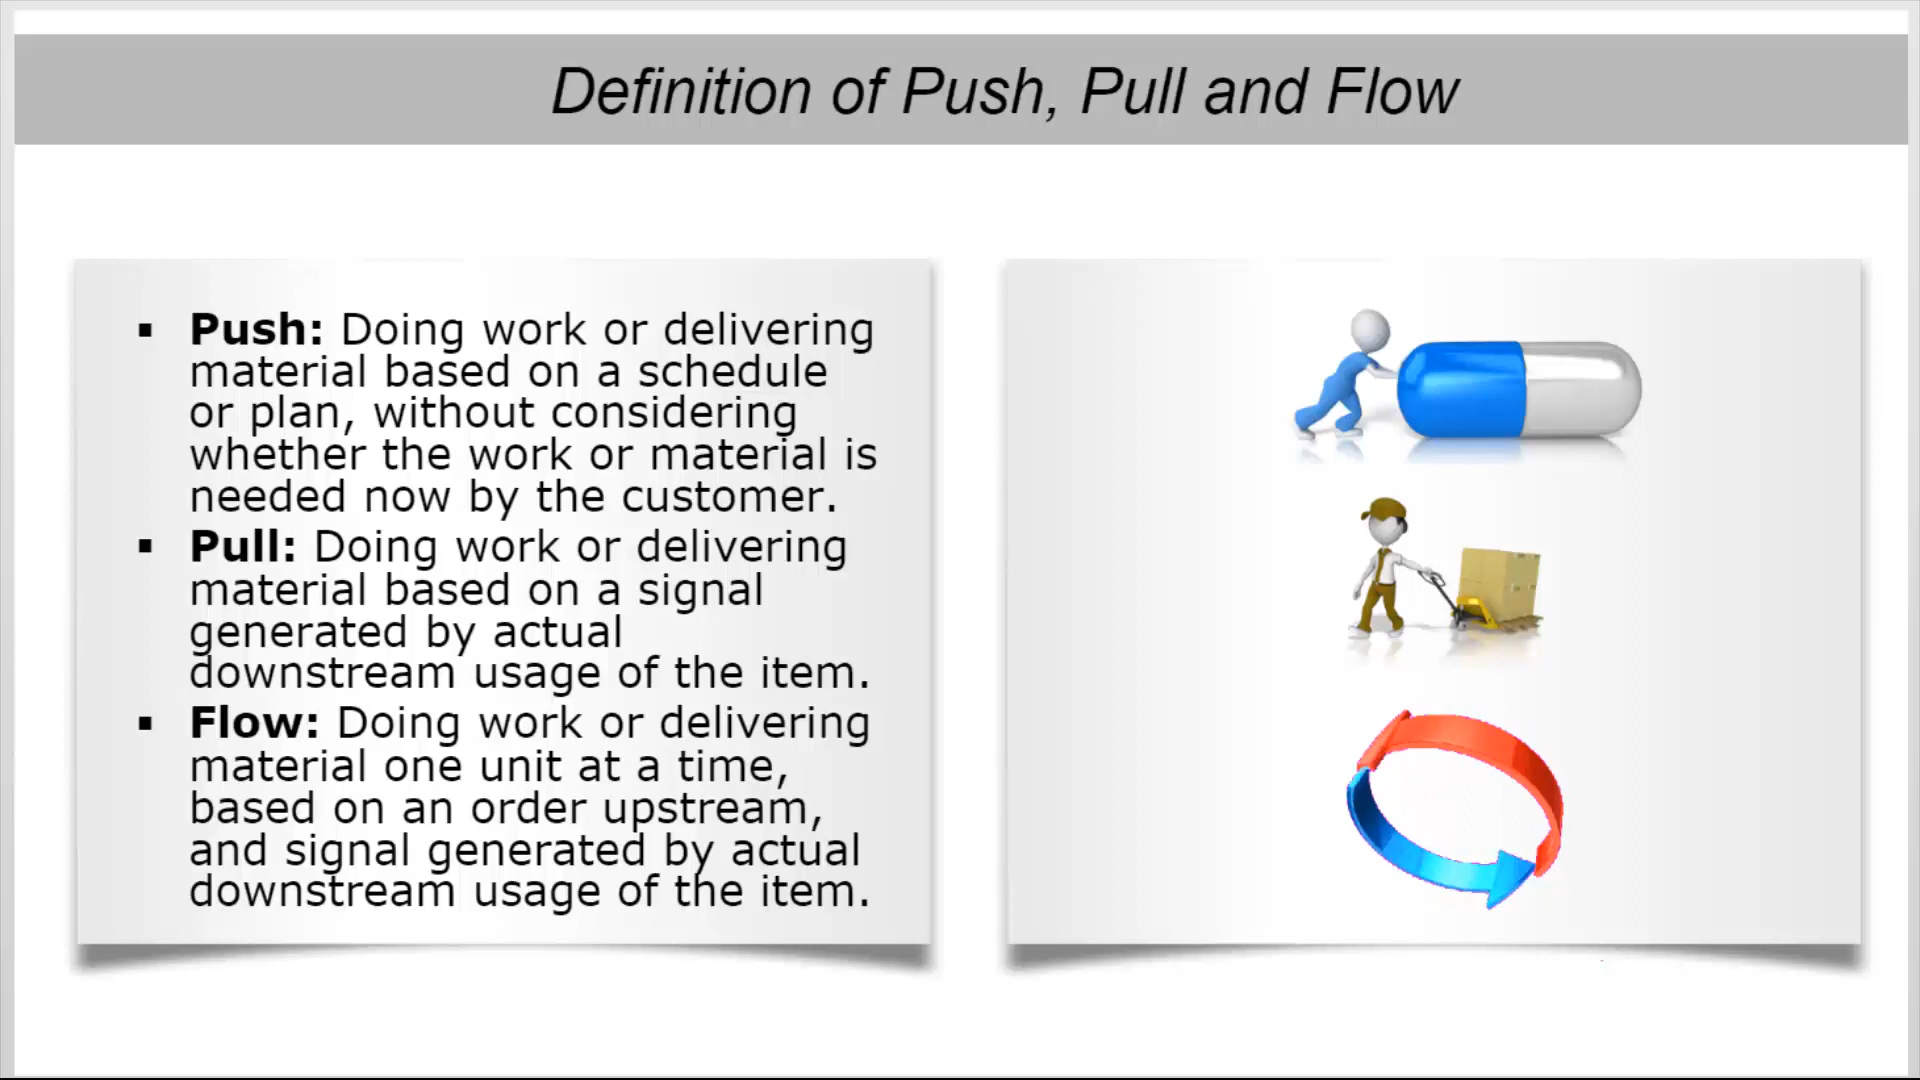 Definition of Push, Pull and Flow
▪ Push: Doing work or delivering
material based on a schedule
or plan, without considering
whether the work or material is
needed now by the customer.
▪ Pull: Doing work or delivering
material based on a signal
generated by actual
downstream usage of the item.
▪ Flow: Doing work or delivering
material one unit at a time,
based on an order upstream,
and signal generated by actual
downstream usage of the item.